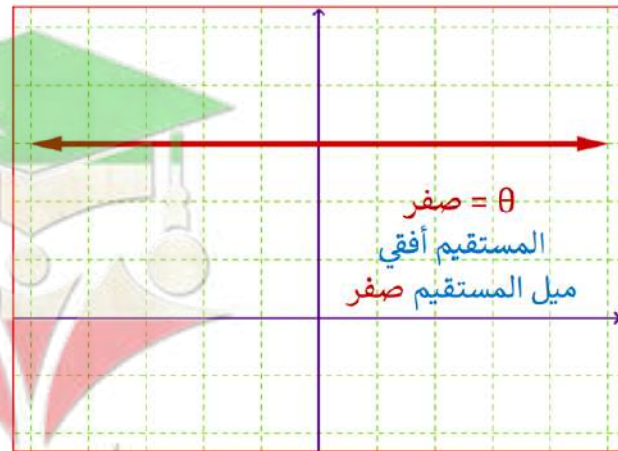 θ = صفر
المستقيم أفقي
ميل المستقيم صفر